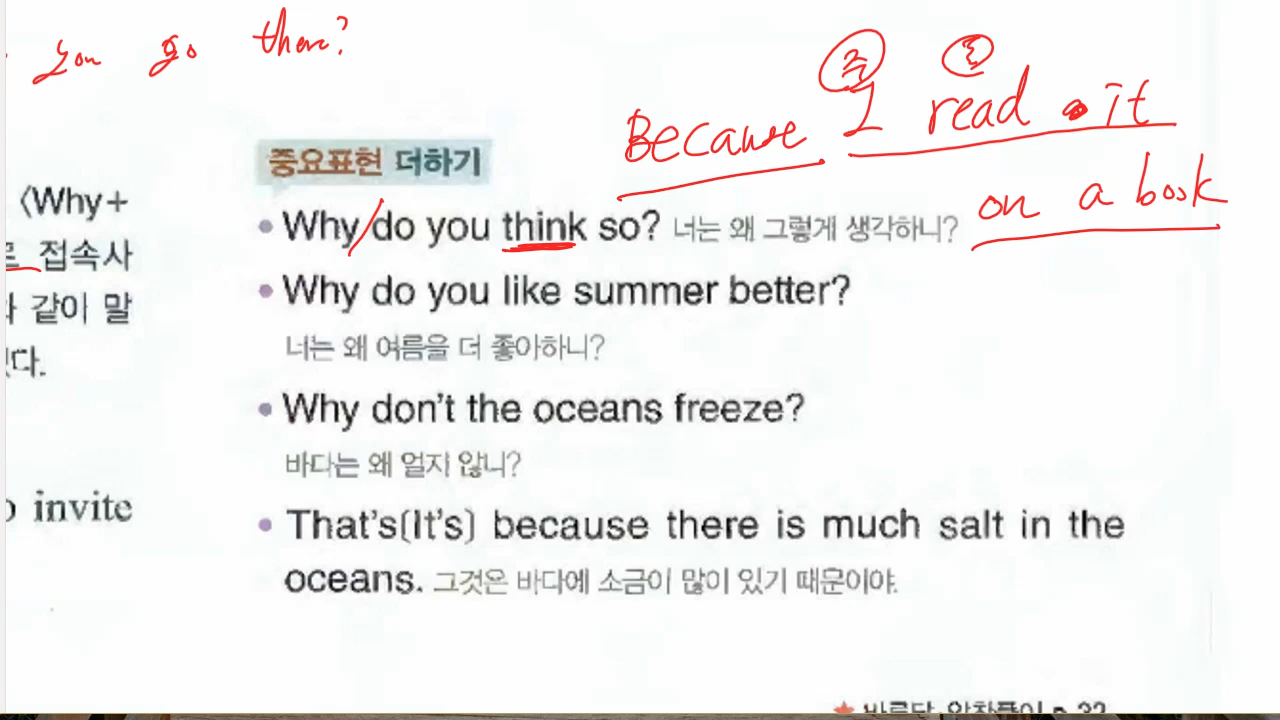 you go there?
주 동
Because I read it
on a book
중요표현 더하기
〈Why+
접속사
같이 말
다.
invite
• Why do you think so? 너는 왜 그렇게 생각하니?
• Why do you like summer better?
너는 왜 여름을 더 좋아하니?
• Why don't the oceans freeze?
바다는 왜 얼지 않니?
• That's(It's) because there is much salt in the
oceans. 그것은 바다에 소금이 많이 있기 때문이야.